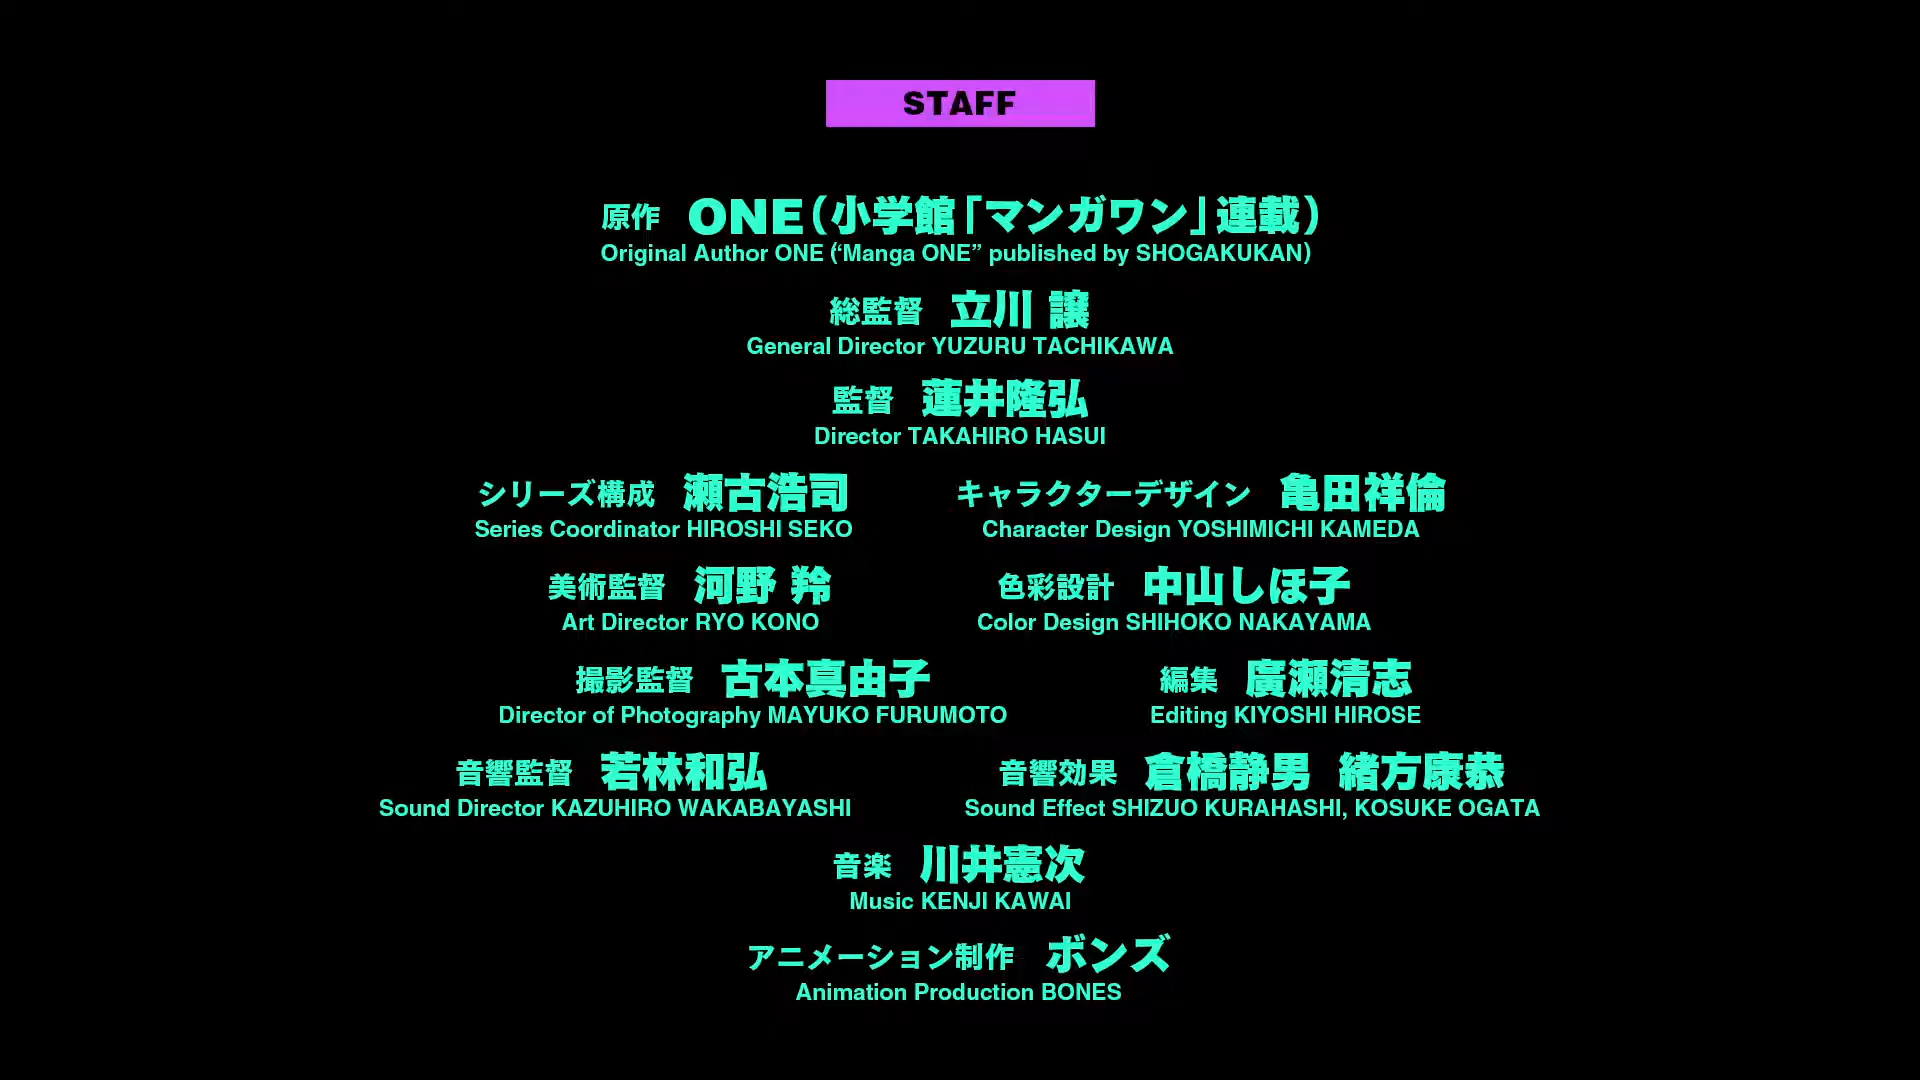 STAFF
原作 ONE(小学館「マンガワン」連載)
Original Author ONE (“Manga ONE” published by SHOGAKUKAN)
総監督 立川 譲
General Director YUZURU TACHIKAWA
監督 蓮井隆弘
Director TAKAHIRO HASUI
シリーズ構成 瀬古浩司 キャラクターデザイン 亀田祥倫
Series Coordinator HIROSHI SEKO Character Design YOSHIMICHI KAMEDA
美術監督 河野 羚 色彩設計 中山しほ子
Art Director RYO KONO Color Design SHIHOKO NAKAYAMA
撮影監督 古本真由子 編集 廣瀬清志
Director of Photography MAYUKO FURUMOTO Editing KIYOSHI HIROSE
音響監督 若林和弘 音響効果 倉橋静男 緒方康恭
Sound Director KAZUHIRO WAKABAYASHI Sound Effect SHIZUO KURAHASHI, KOSUKE OGATA
音楽 川井憲次
Music KENJI KAWAI
アニメーション制作 ボンズ
Animation Production BONES